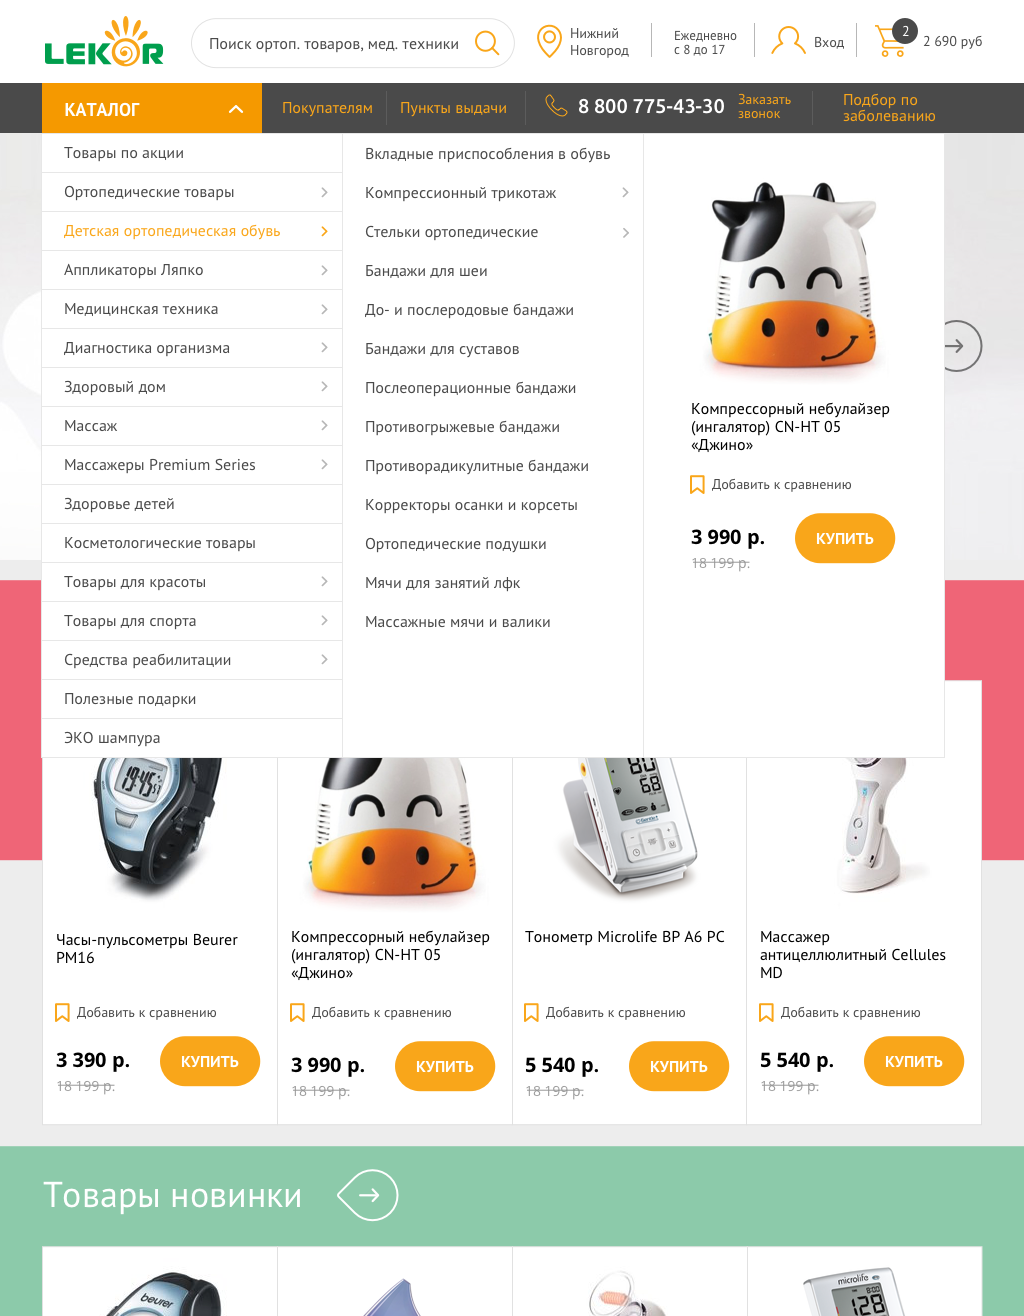 LEKOR
Поиск ортоп. товаров, мед. техники
Нижний
Новгород
Ежедневно
с 8 до 17
Вход
2
2 690 руб
КАТАЛОГ
Покупателям
Пункты выдачи
8 800 775-43-30
Заказать
звонок
Подбор по
заболеванию
Товары по акции
Ортопедические товары
Детская ортопедическая обувь
Аппликаторы Ляпко
Медицинская техника
Диагностика организма
Здоровый дом
Массаж
Массажеры Premium Series
Здоровье детей
Косметологические товары
Товары для красоты
Товары для спорта
Средства реабилитации
Полезные подарки
ЭКО шампура
Вкладные приспособления в обувь
Компрессионный трикотаж
Стельки ортопедические
Бандажи для шеи
До- и послеродовые бандажи
Бандажи для суставов
Послеоперационные бандажи
Противогрыжевые бандажи
Противорадикулитные бандажи
Корректоры осанки и корсеты
Ортопедические подушки
Мячи для занятий лфк
Массажные мячи и валики
Компрессорный небулайзер
(ингалятор) CN-HT 05
«Джино»
Добавить к сравнению
3 990 р.
18 199 р.
КУПИТЬ
Часы-пульсометры Beurer
PM16
Добавить к сравнению
3 390 р.
18 199 р.
КУПИТЬ
Компрессорный небулайзер
(ингалятор) CN-HT 05
«Джино»
Добавить к сравнению
3 990 р.
18 199 р.
КУПИТЬ
Тонометр Microlife BP A6 PC
Добавить к сравнению
5 540 р.
18 199 р.
КУПИТЬ
Массажер
антицеллюлитный Cellules
MD
Добавить к сравнению
5 540 р.
18 199 р.
КУПИТЬ
Товары новинки
beurer
microlife
128